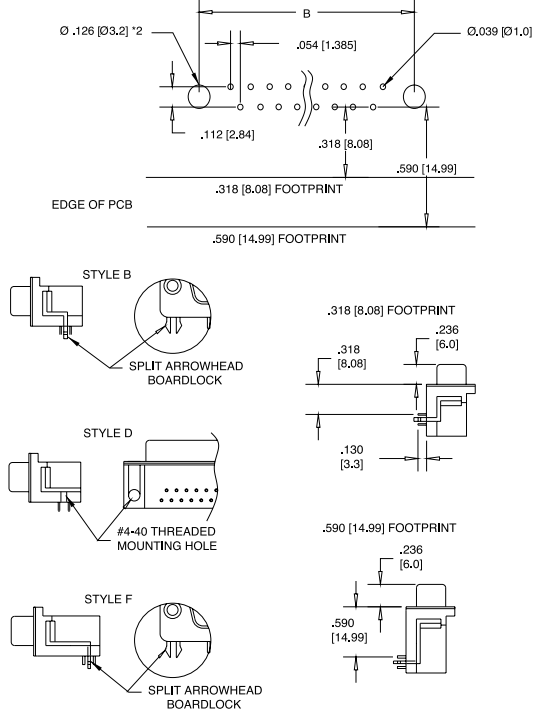 B
Ø .126 [Ø3.2] *2
.054 [1.385]
Ø.039 [Ø1.0]
.112 [2.84]
.318 [8.08]
.590 [14.99]
.318 [8.08] FOOTPRINT
EDGE OF PCB
.590 [14.99] FOOTPRINT
STYLE B
SPLIT ARROWHEAD
BOARDLOCK
.318 [8.08] FOOTPRINT
.236
[6.0]
.318
[8.08]
.130
[3.3]
STYLE D
#4-40 THREADED
MOUNTING HOLE
.590 [14.99] FOOTPRINT
.236
[6.0]
.590
[14.99]
STYLE F
SPLIT ARROWHEAD
BOARDLOCK